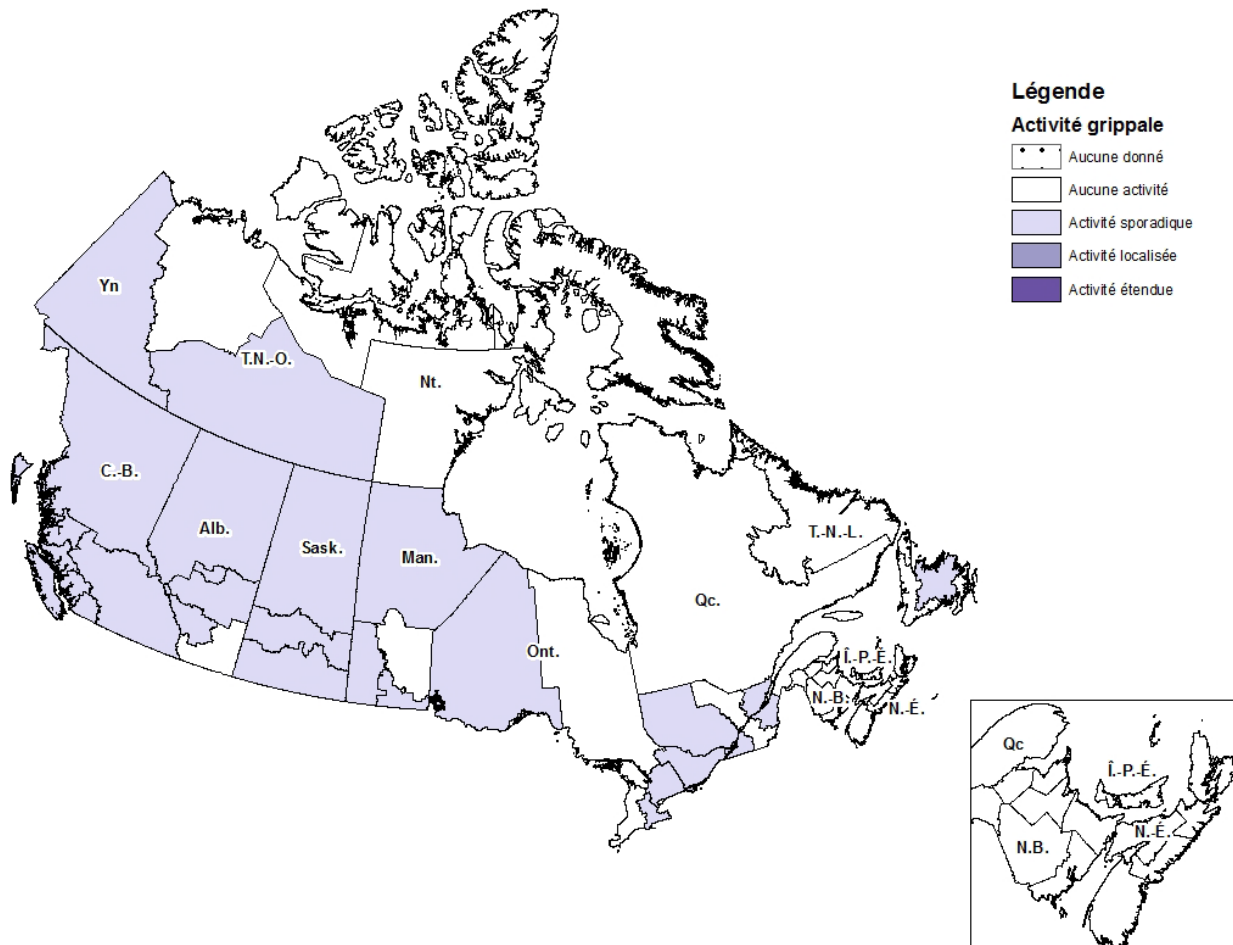 Légende
Activité grippale
Aucune donné
Aucune activité
Activité sporadique
Activité localisée
Activité étendue
Yn
T.N.-O.
Nt.
C.-B.
Alb.
Sask.
Man.
T.-N.-L.
Qc.
Ont.
Î.-P.-É.
N.-B.
N.-É.
Qc
Î.-P.-É.
N.-É.
N.B.